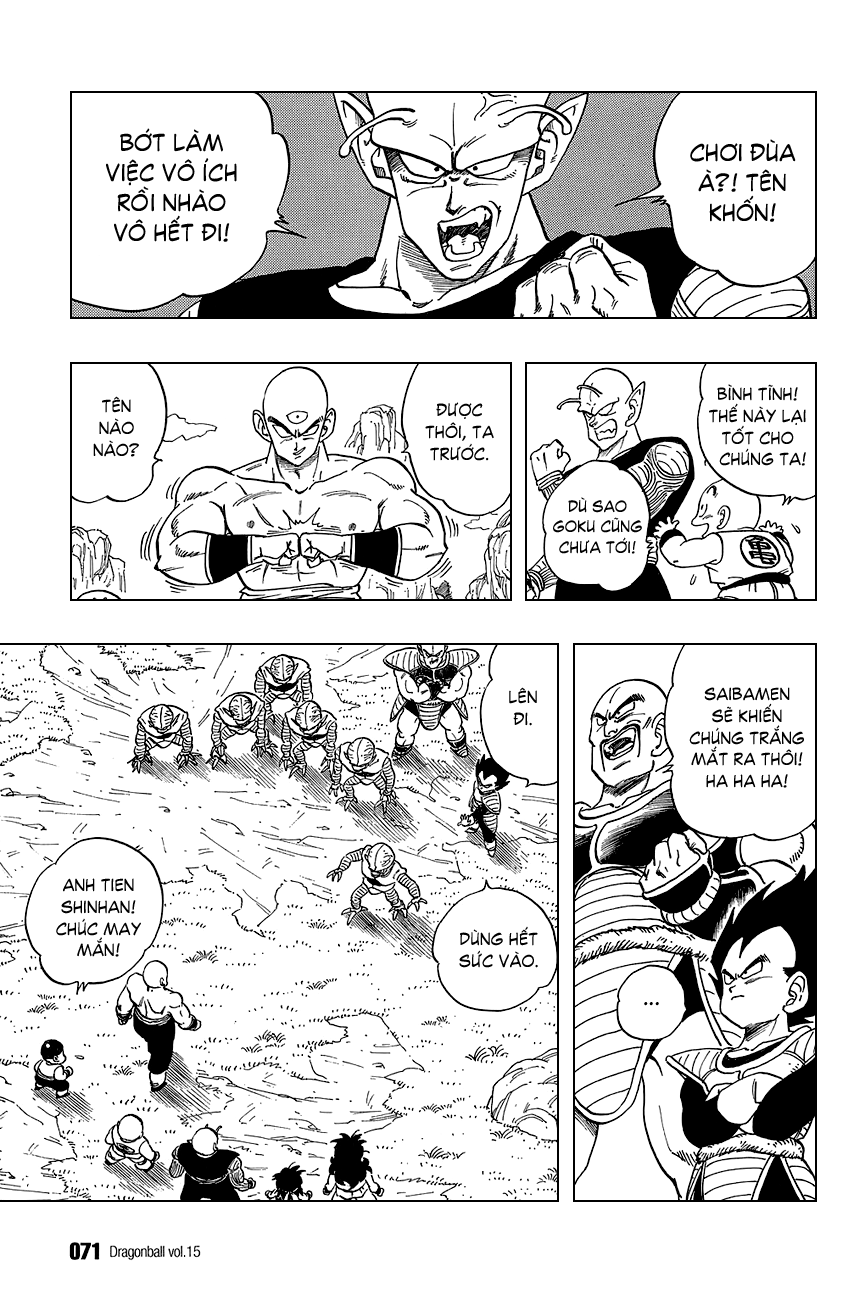 CHƠI ĐÙA
À?! TÊN
KHỐN!
BỚT LÀM
VIỆC VÔ ÍCH
RỒI NHÀO
VÔ HẾT ĐI!
BÌNH TĨNH!
THẾ NÀY LẠI
TỐT CHO
CHÚNG TA!
DÙ SAO
GOKU CŨNG
CHƯA TỚI!
ĐƯỢC
THÔI, TA
TRƯỚC.
TÊN
NÀO
NÀO?
SAIBAMEN
SẼ KHIẾN
CHÚNG TRẮNG
MẮT RA THÔI!
HA HA HA!
...
LÊN
ĐI.
DÙNG HẾT
SỨC VÀO.
ANH TIEN
SHINHAN!
CHÚC MAY
MẮN!
071 Dragonball vol.15